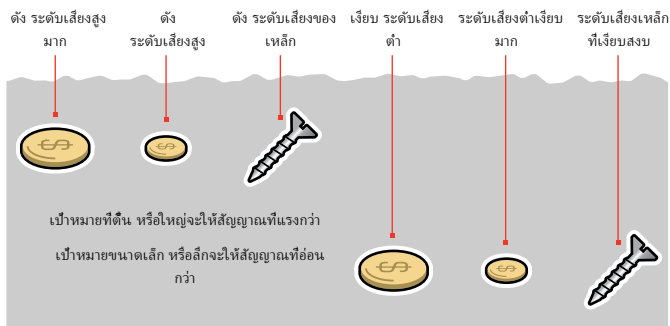 ดัง ระดับเสียงสูง
มาก
ดัง
ระดับเสียงสูง
ดัง ระดับเสียงของ
เหล็ก
เงียบ ระดับเสียง
ต่ำ
ระดับเสียงต่ำเงียบ
มาก
ระดับเสียงเหล็ก
ที่เงียบสงบ
เป้าหมายที่ตื้น หรือใหญ่จะให้สัญญาณที่แรงกว่า
เป้าหมายขนาดเล็ก หรือลึกจะให้สัญญาณที่อ่อน
กว่า